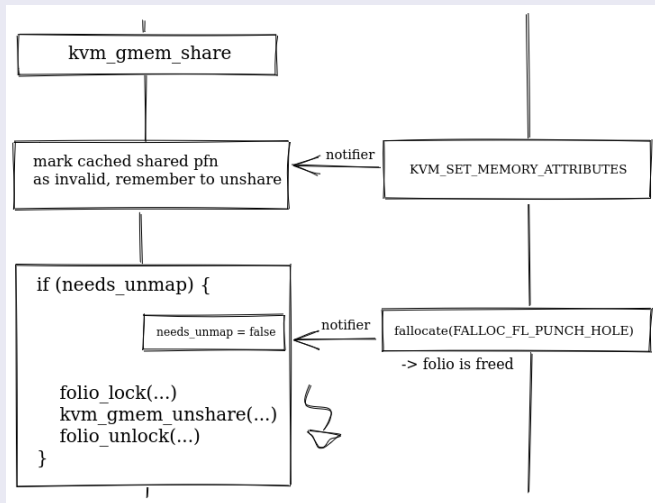 kvm_gmem_share
mark cached shared pfn
as invalid, remember to unshare
notifier
KVM_SET_MEMORY_ATTRIBUTES
if (needs_unmap) {
needs_unmap = false
notifier
fallocate(FALLOC_FL_PUNCH_HOLE)
-> folio is freed
folio_lock(...)
kvm_gmem_unshare(...)
folio_unlock(...)
}